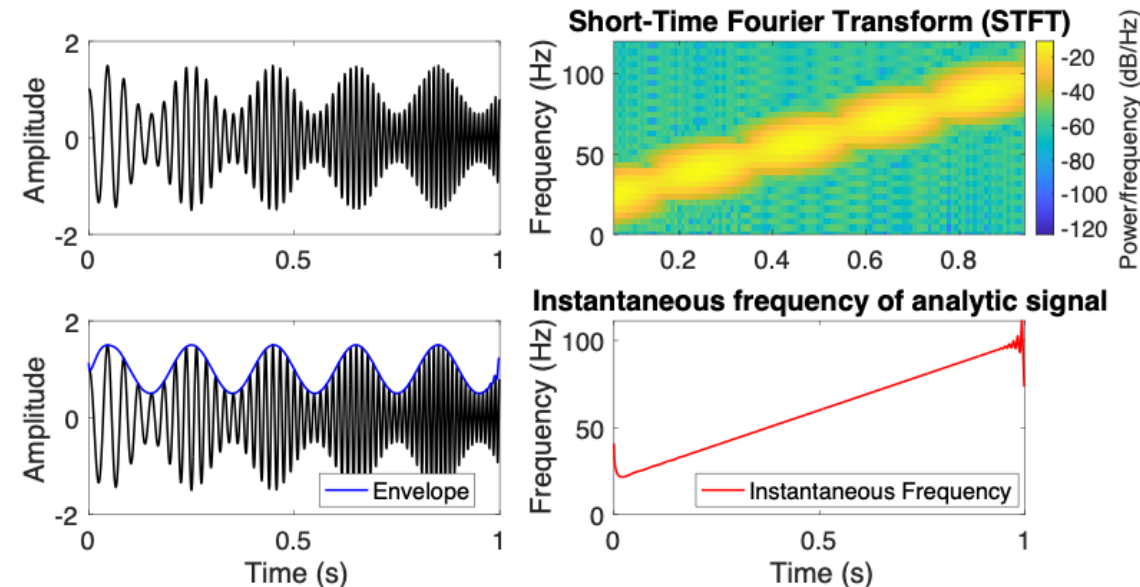 2
0
-2
Amplitude
0
0.5
1
Short-Time Fourier Transform (STFT)
100
50
0
Frequency (Hz)
0.2
0.4
0.6
0.8
-20
-40
-60
-80
-100
-120
Power/frequency (dB/Hz)
2
0
-2
Amplitude
Envelope
0
0.5
1
Time (s)
Instantaneous frequency of analytic signal
100
50
0
Frequency (Hz)
Instantaneous Frequency
0
0.5
1
Time (s)